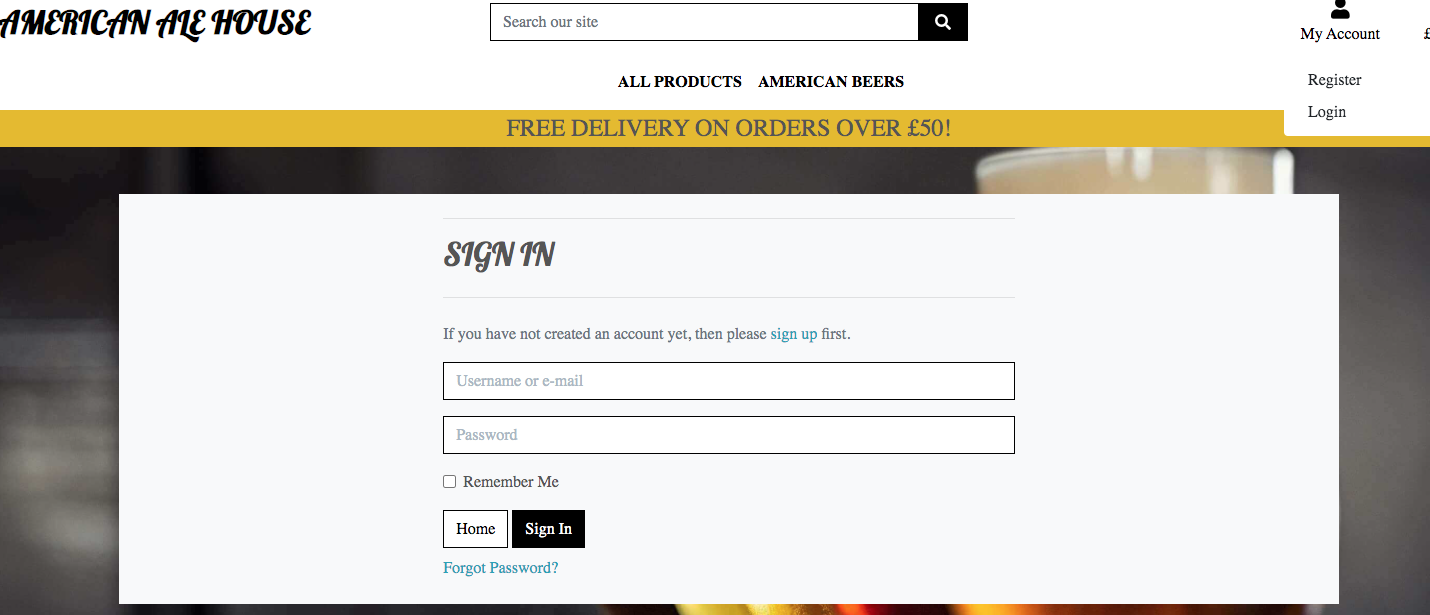 AMERICAN ALE HOUSE
Search our site
My Account
£
ALL PRODUCTS AMERICAN BEERS
Register
Login
FREE DELIVERY ON ORDERS OVER £50!
SIGN IN
If you have not created an account yet, then please sign up first.
Username or e-mail
Password
Remember Me
Home Sign In
Forgot Password?